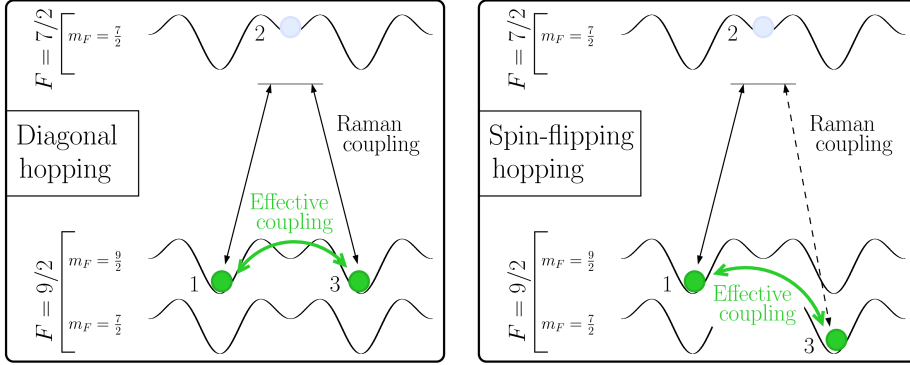 F = 7/2
m_F = 7/2
2
Diagonal
hopping
Raman
coupling
Effective
coupling
F = 9/2
m_F = 9/2
1
3
m_F = 7/2
F = 7/2
m_F = 7/2
2
Spin-flipping
hopping
Raman
coupling
F = 9/2
m_F = 9/2
1
Effective
coupling
m_F = 7/2
3